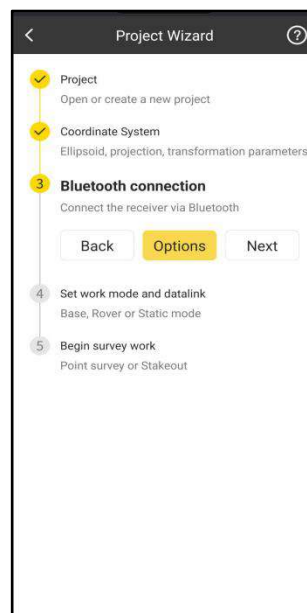 Project Wizard
Project
Open or create a new project
Coordinate System
Ellipsoid, projection, transformation parameters
3 Bluetooth connection
Connect the receiver via Bluetooth
Back Options Next
4 Set work mode and datalink
Base, Rover or Static mode
5 Begin survey work
Point survey or Stakeout